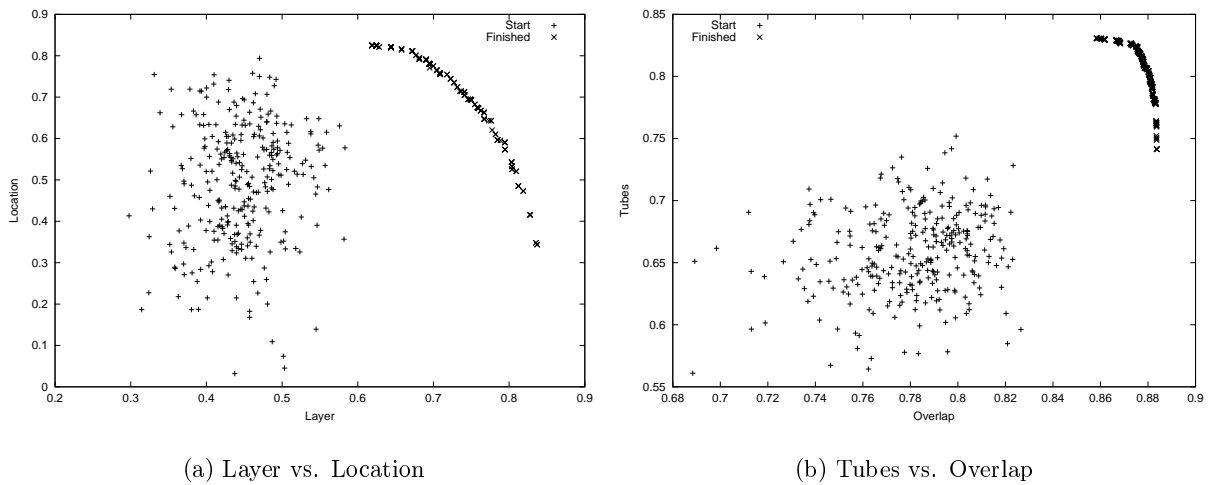 0.9
0.8
0.7
0.6
0.5
0.4
0.3
0.2
0.1
0
0.2 0.3 0.4 0.5 0.6 0.7 0.8 0.9
Location
Layer
Start
Finished
(a) Layer vs. Location
0.85
0.8
0.75
0.7
0.65
0.6
0.55
0.68 0.7 0.72 0.74 0.76 0.78 0.8 0.82 0.84 0.86 0.88 0.9
Tubes
Overlap
Start
Finished
(b) Tubes vs. Overlap